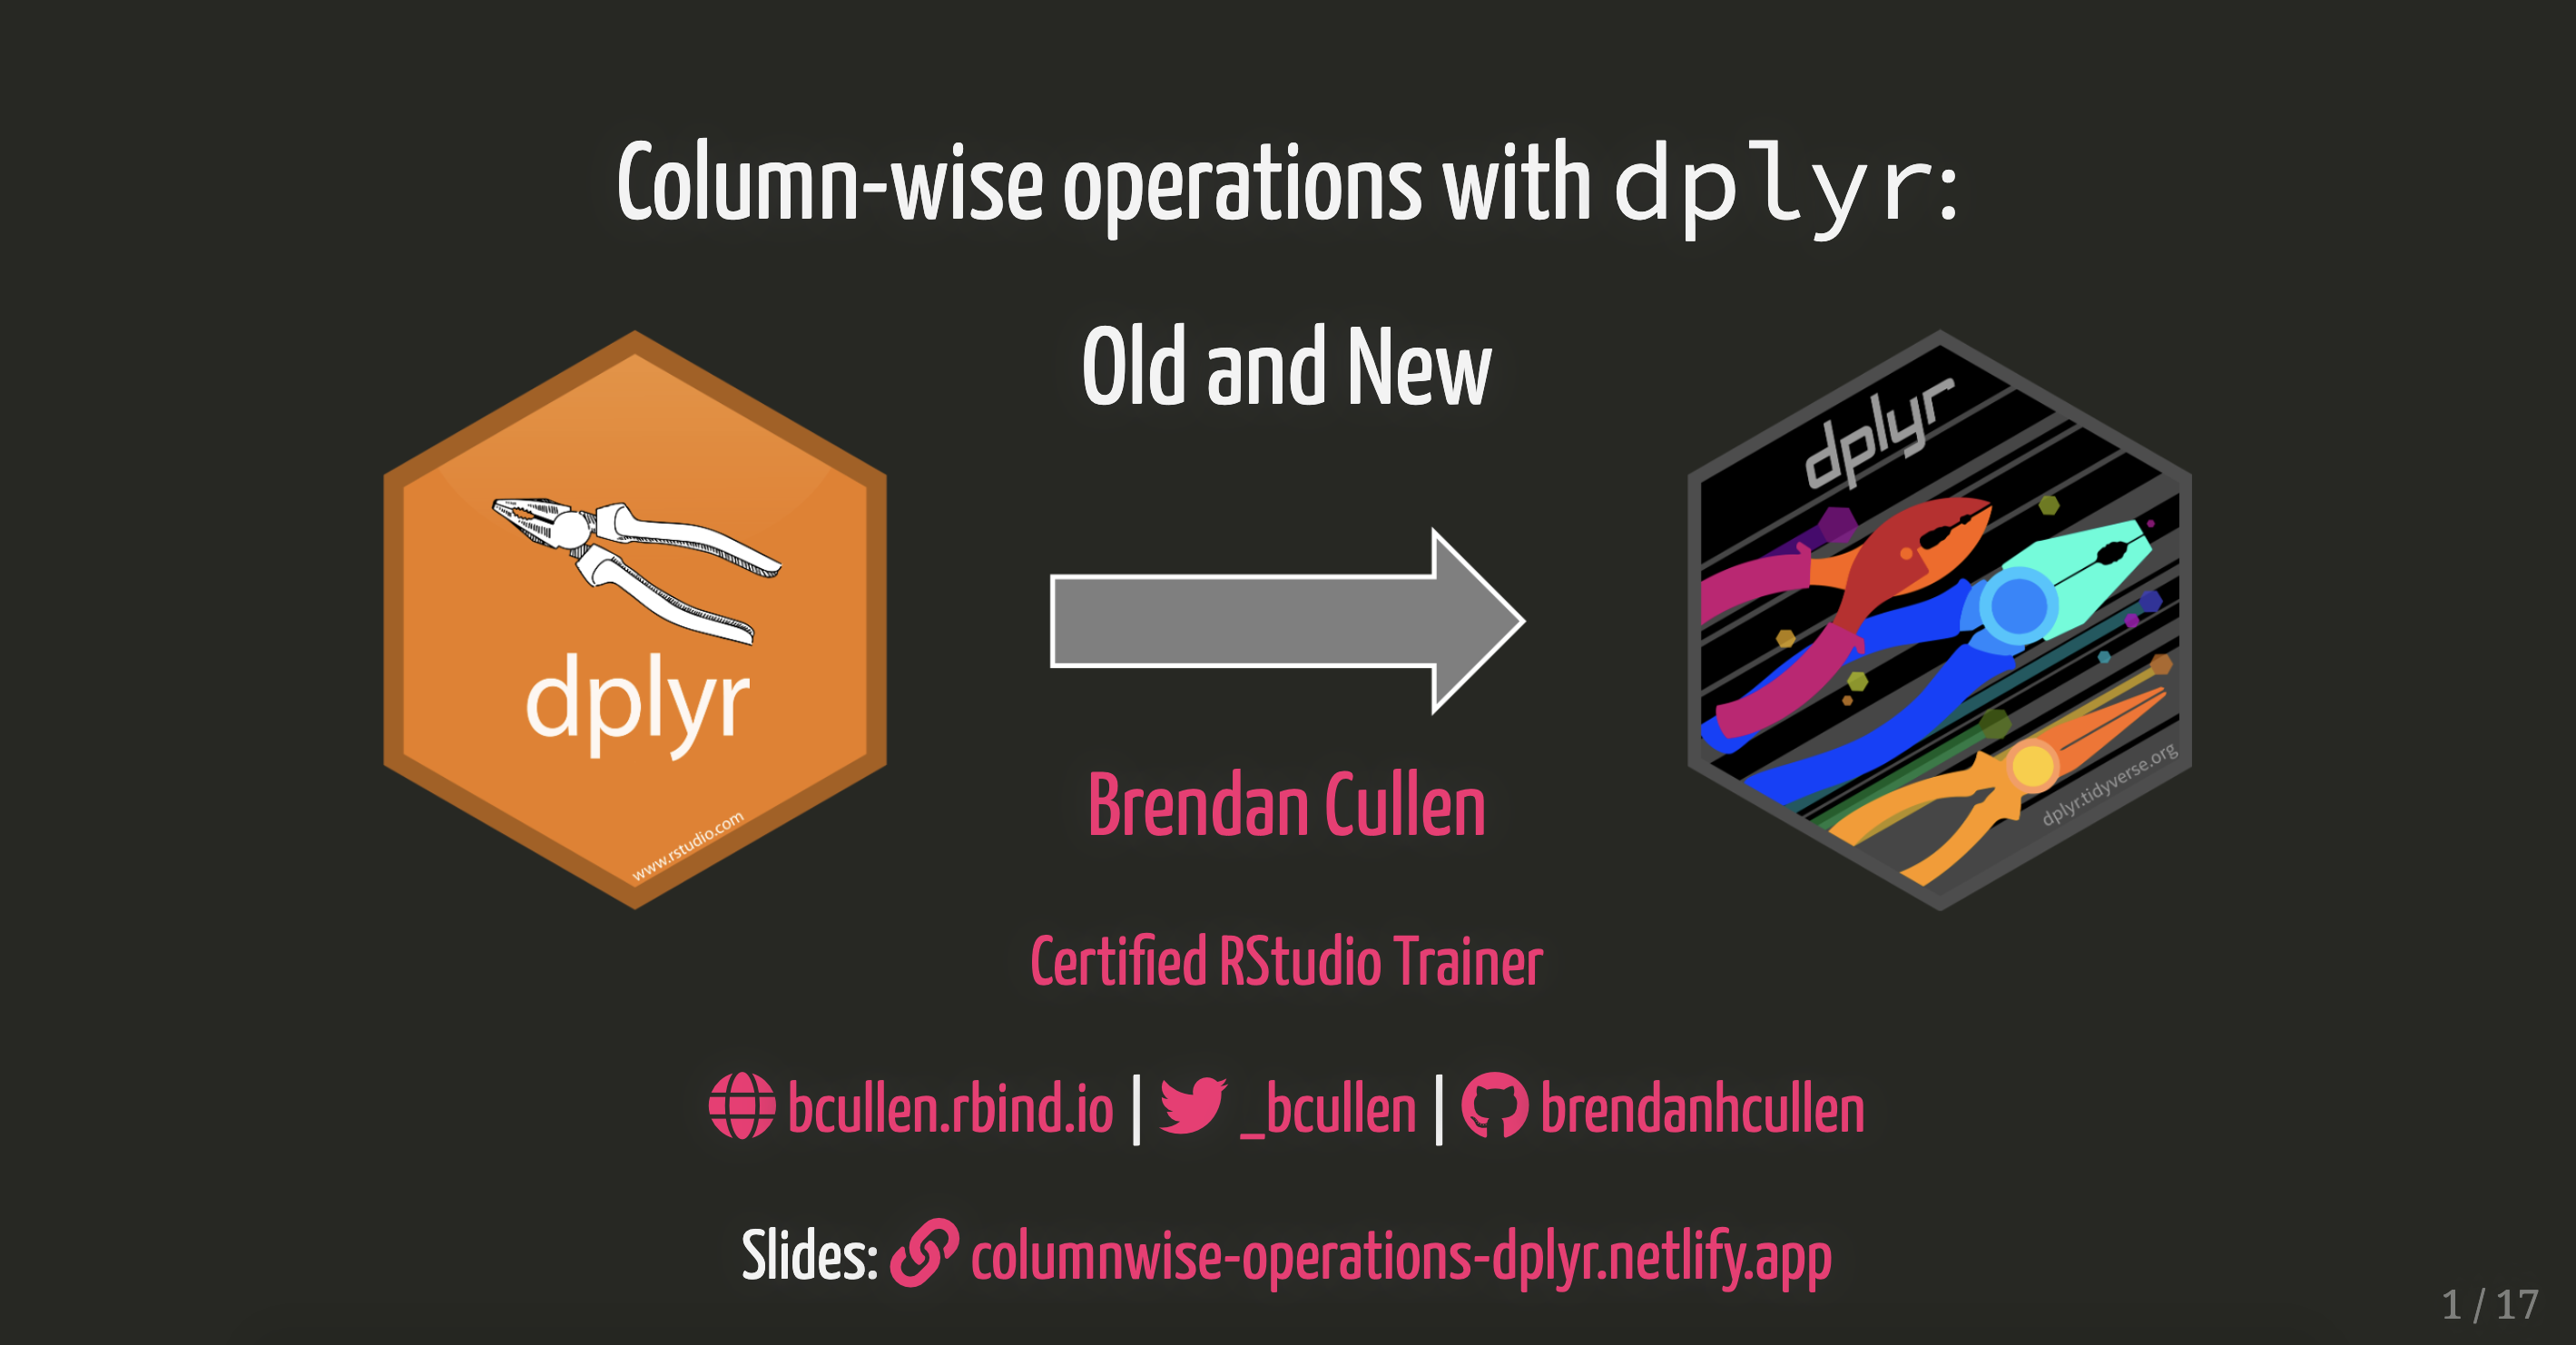 Column-wise operations with dplyr:
Old and New
dplyr
www.rstudio.com
dplyr
dplyr.tidyverse.org
Brendan Cullen
Certified RStudio Trainer
bcullen.rbind.io | _bcullen | brendanhcullen
Slides: columnwise-operations-dplyr.netlify.app
1 / 17